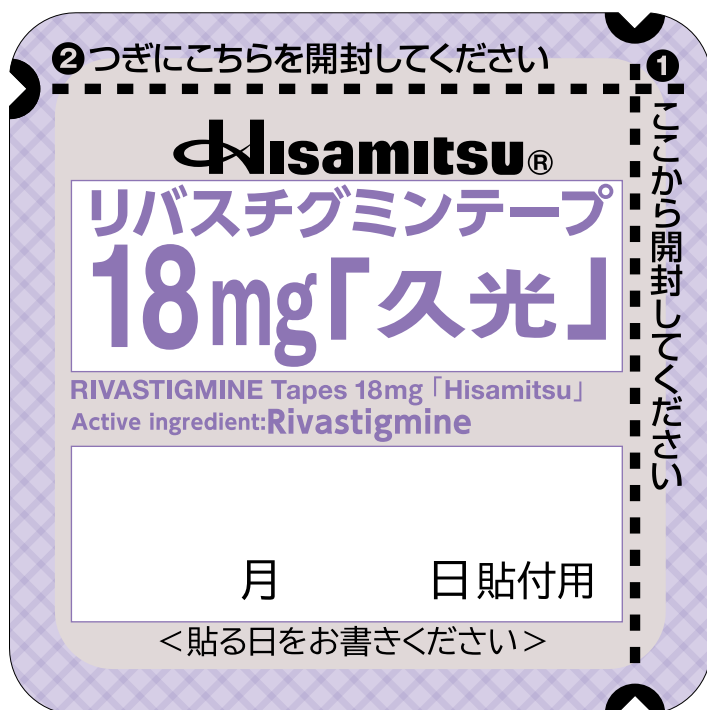 ❷つぎにこちらを開封してください
❶ここから開封してください
Hisamitsu®
リバスチグミンテープ
18mg「久光」
RIVASTIGMINE Tapes 18mg「Hisamitsu」
Active ingredient:Rivastigmine
月 日貼付用
<貼る日をお書きください>